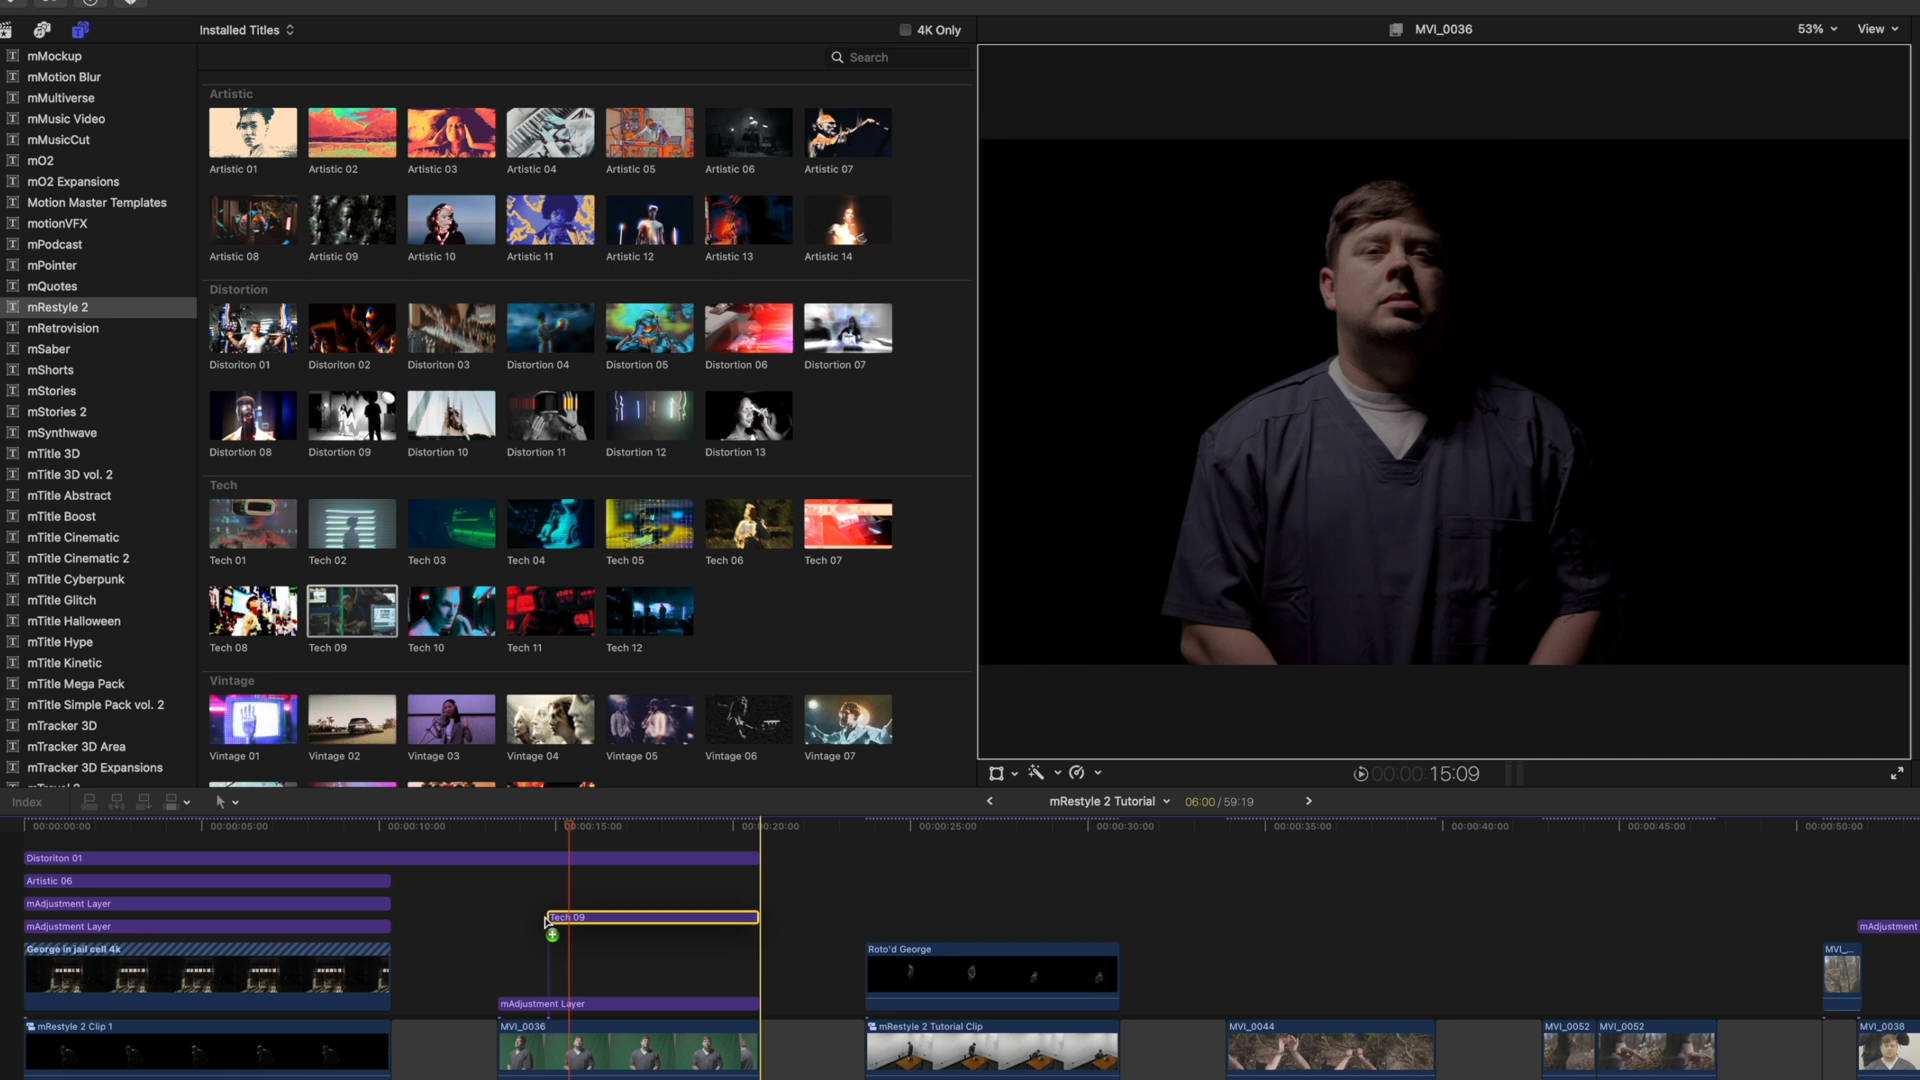 Installed Titles
4K Only
MVI_0036
53%
View
Search
mMockup
mMotion Blur
mMultiverse
mMusic Video
mMusicCut
mO2
mO2 Expansions
Motion Master Templates
motionVFX
mPodcast
mPointer
mQuotes
mRestyle 2
mRetrovision
mSaber
mShorts
mStories
mStories 2
mSynthwave
mTitle 3D
mTitle 3D vol. 2
mTitle Abstract
mTitle Boost
mTitle Cinematic
mTitle Cinematic 2
mTitle Cyberpunk
mTitle Glitch
mTitle Halloween
mTitle Hype
mTitle Kinetic
mTitle Mega Pack
mTitle Simple Pack vol. 2
mTracker 3D
mTracker 3D Area
mTracker 3D Expansions
Artistic
Artistic 01
Artistic 02
Artistic 03
Artistic 04
Artistic 05
Artistic 06
Artistic 07
Artistic 08
Artistic 09
Artistic 10
Artistic 11
Artistic 12
Artistic 13
Artistic 14
Distortion
Distoriton 01
Distortion 02
Distortion 03
Distortion 04
Distortion 05
Distortion 06
Distortion 07
Distortion 08
Distortion 09
Distortion 10
Distortion 11
Distortion 12
Distortion 13
Tech
Tech 01
Tech 02
Tech 03
Tech 04
Tech 05
Tech 06
Tech 07
Tech 08
Tech 09
Tech 10
Tech 11
Tech 12
Vintage
Vintage 01
Vintage 02
Vintage 03
Vintage 04
Vintage 05
Vintage 06
Vintage 07
00:00:00:15:09
Index
mRestyle 2 Tutorial
06:00 / 59:19
00:00:00:00
00:00:05:00
00:00:10:00
00:00:15:00
00:00:20:00
00:00:25:00
00:00:30:00
00:00:35:00
00:00:40:00
00:00:45:00
00:00:50:00
Distoriton 01
Artistic 06
mAdjustment Layer
Tech 09
mAdjustment Layer
mAdjustment
George in jail cell 4k
Roto'd George
MVI_...
mAdjustment Layer
mRestyle 2 Clip 1
MVI_0036
mRestyle 2 Tutorial Clip
MVI_0044
MVI_0052
MVI_0052
MVI_0038